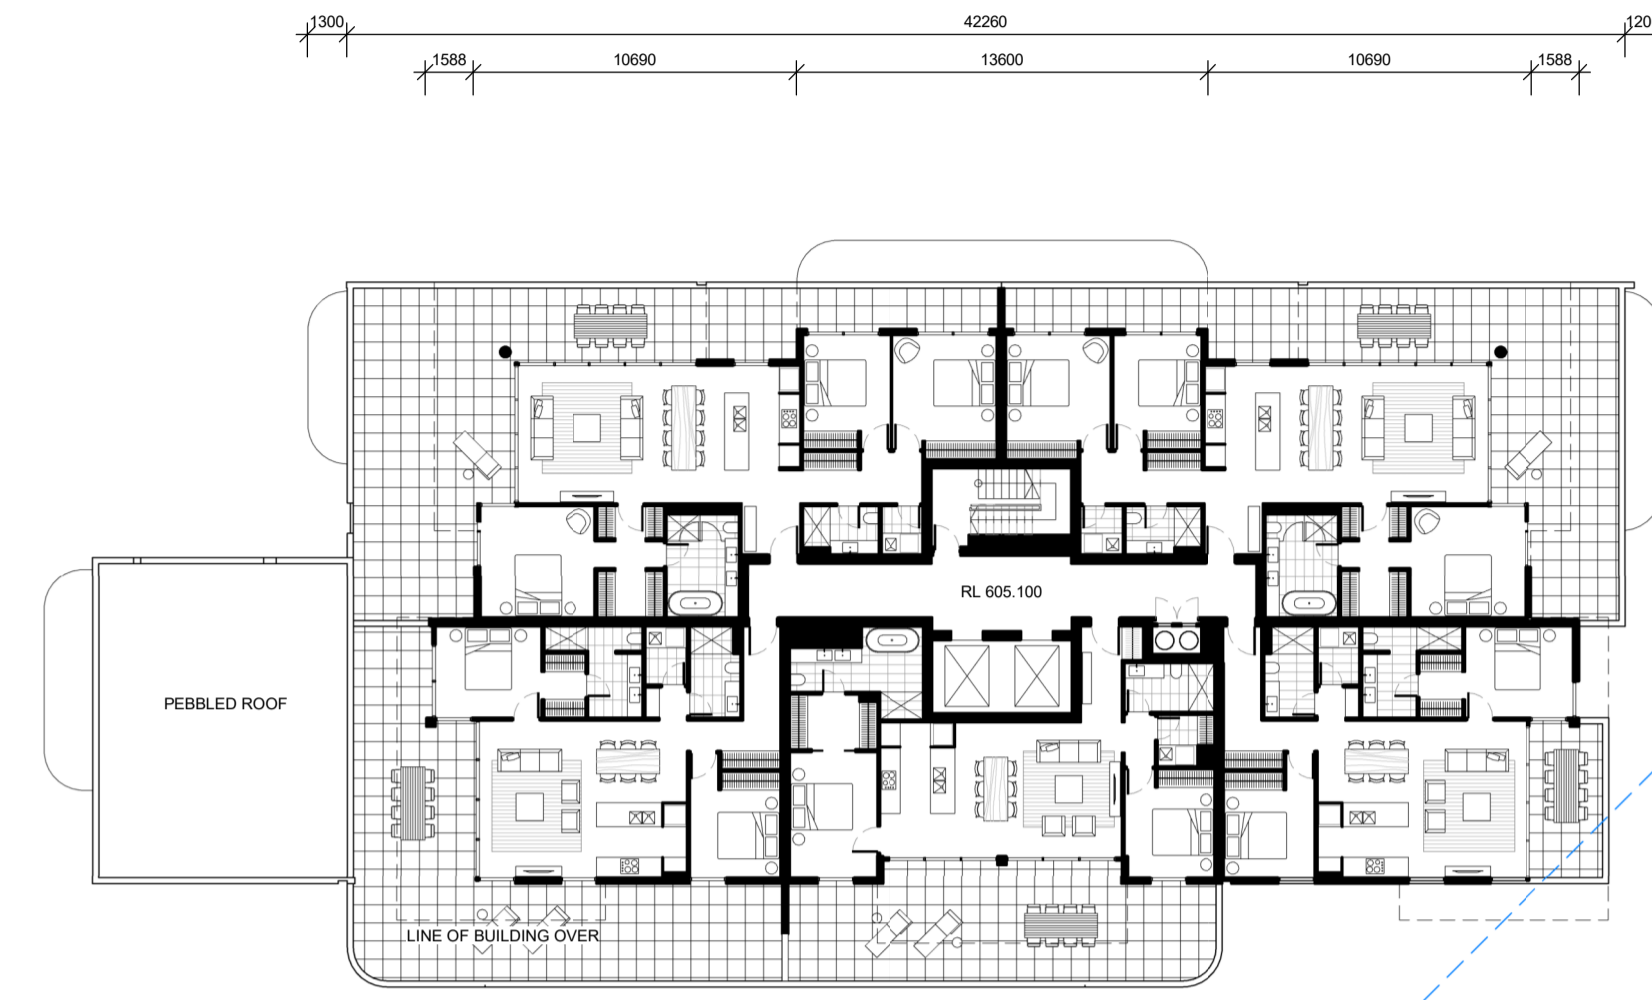 1300 42260 120
1588 10690 13600 10690 1588
RL 605.100
PEBBLED ROOF
LINE OF BUILDING OVER